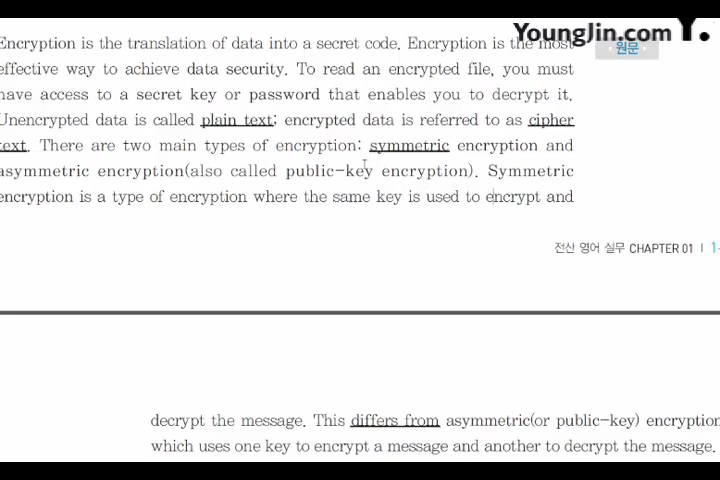 YoungJin.com Y.
Encryption is the translation of data into a secret code. Encryption is the most
원문
effective way to achieve data security. To read an encrypted file, you must
have access to a secret key or password that enables you to decrypt it.
Unencrypted data is called plain text; encrypted data is referred to as cipher
text. There are two main types of encryption: symmetric encryption and
asymmetric encryption(also called public-key encryption). Symmetric
encryption is a type of encryption where the same key is used to encrypt and
전산 영어 실무 CHAPTER 01 | 1-
decrypt the message. This differs from asymmetric(or public-key) encryption
which uses one key to encrypt a message and another to decrypt the message.